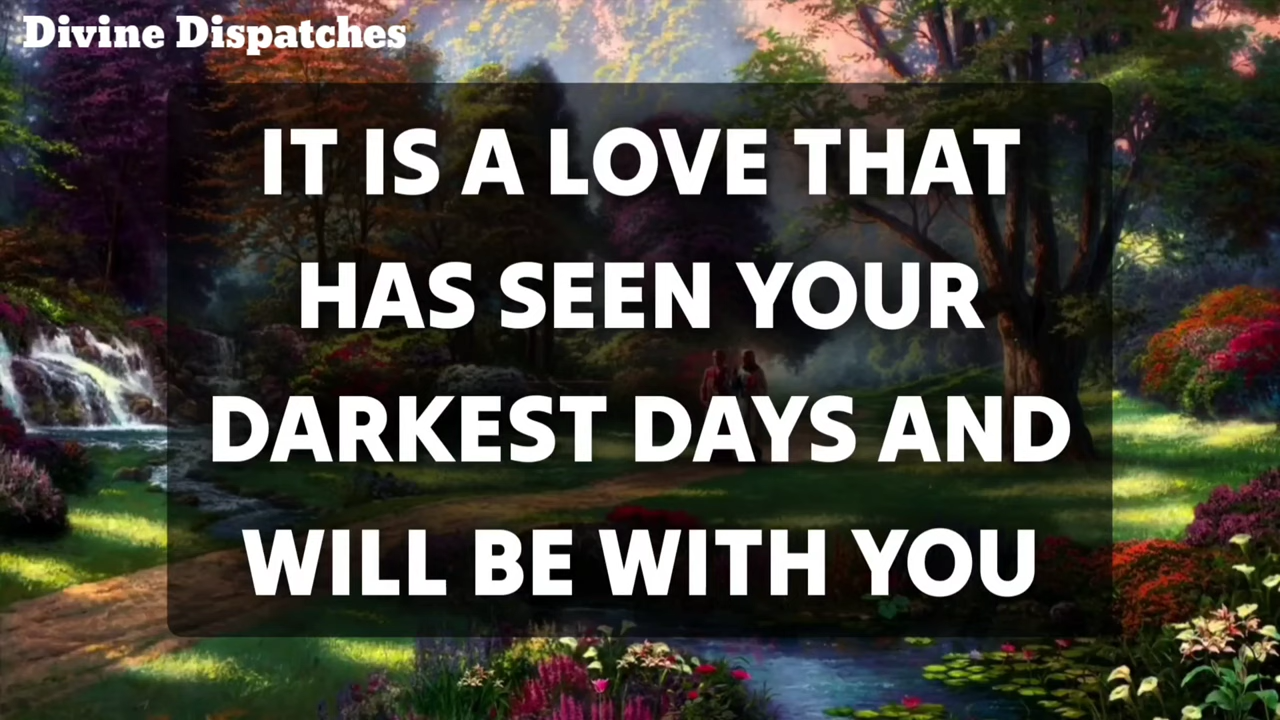 Divine Dispatches
IT IS A LOVE THAT
HAS SEEN YOUR
DARKEST DAYS AND
WILL BE WITH YOU